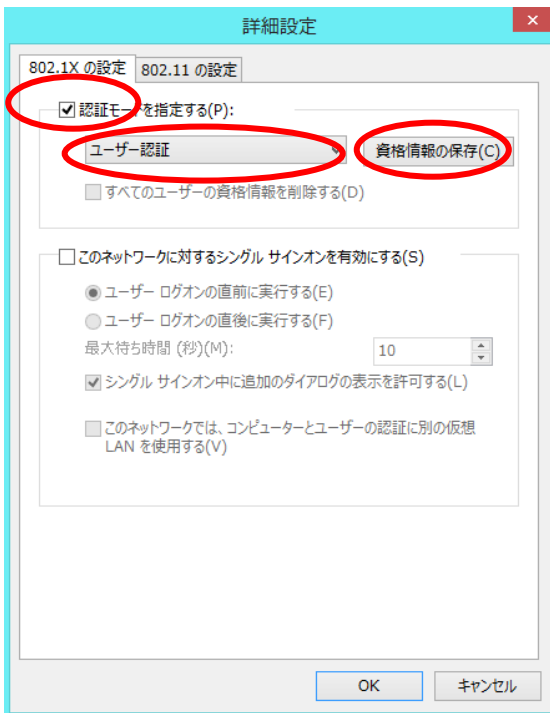 詳細設定
802.1X の設定 802.11 の設定
認証モードを指定する(P):
ユーザー認証 資格情報の保存(C)
すべてのユーザーの資格情報を削除する(D)
このネットワークに対するシングル サインオンを有効にする(S)
ユーザー ログオンの直前に実行する(E)
ユーザー ログオンの直後に実行する(F)
最大待ち時間 (秒)(M): 10
シングル サインオン中に追加のダイアログの表示を許可する(L)
このネットワークでは、コンピューターとユーザーの認証に別の仮想
LAN を使用する(V)
OK キャンセル